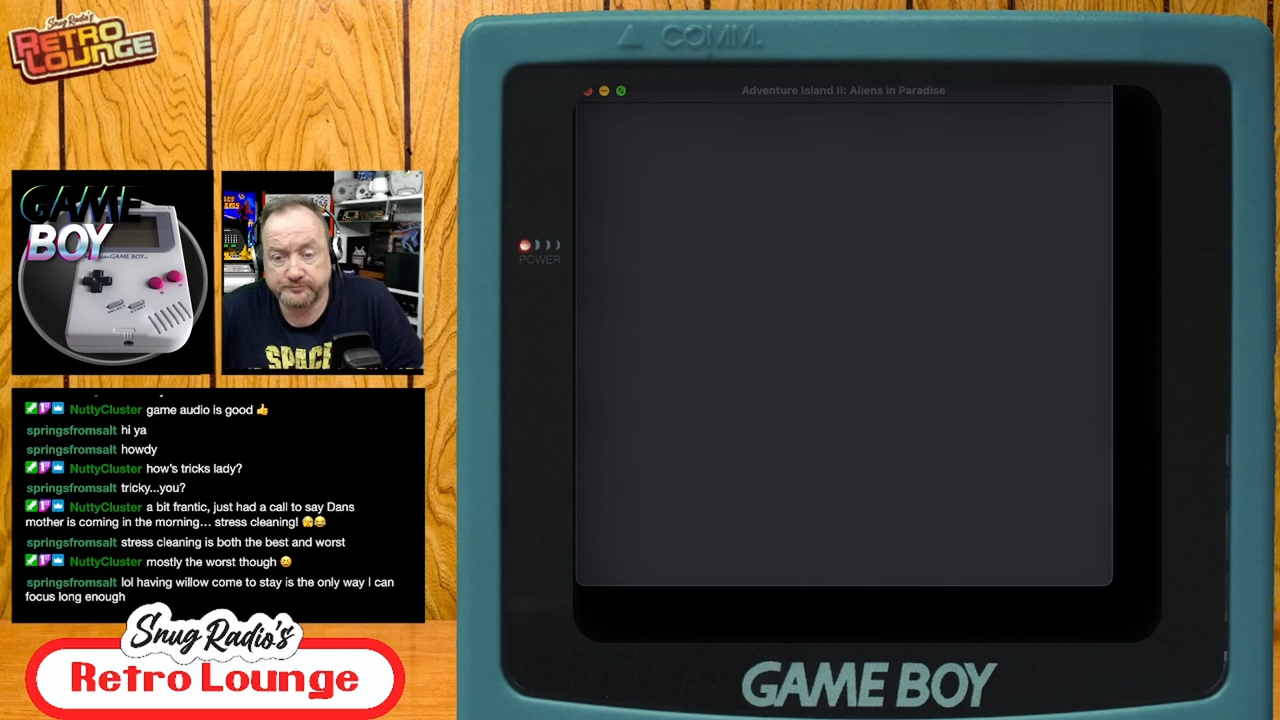 Snug Radio's
RETRO
LOUNGE
COMM.
Adventure Island II: Aliens in Paradise
POWER
GAME
BOY
GAME BOY
SPACE
NuttyCluster game audio is good 👍
springsfromsalt hi ya
springsfromsalt howdy
NuttyCluster how's tricks lady?
springsfromsalt tricky...you?
NuttyCluster a bit frantic, just had a call to say Dans
mother is coming in the morning... stress cleaning! 🫣😂
springsfromsalt stress cleaning is both the best and worst
NuttyCluster mostly the worst though 😄
springsfromsalt lol having willow come to stay is the only way I can
focus long enough
Snug Radio's
Retro Lounge
GAME BOY